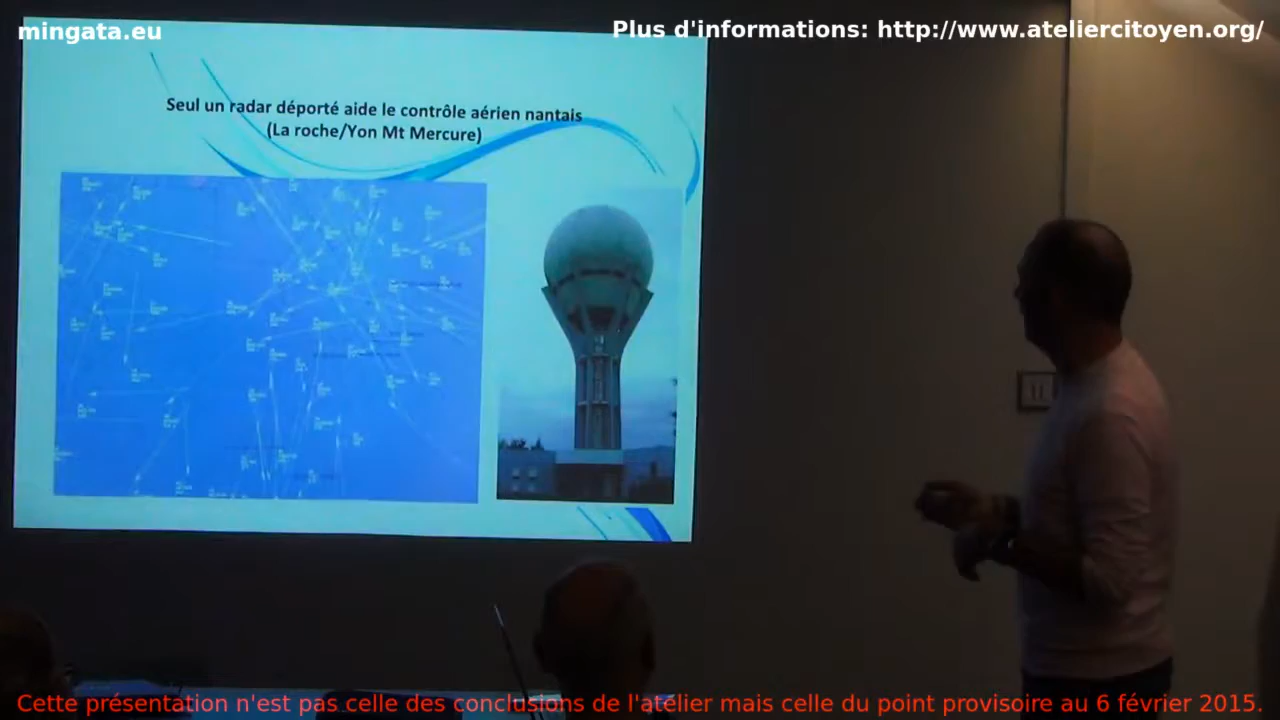 mingata.eu
Plus d'informations: http://www.ateliercitoyen.org/
Seul un radar déporté aide le contrôle aérien nantais
(La roche/Yon Mt Mercure)
Cette présentation n'est pas celle des conclusions de l'atelier mais celle du point provisoire au 6 février 2015.